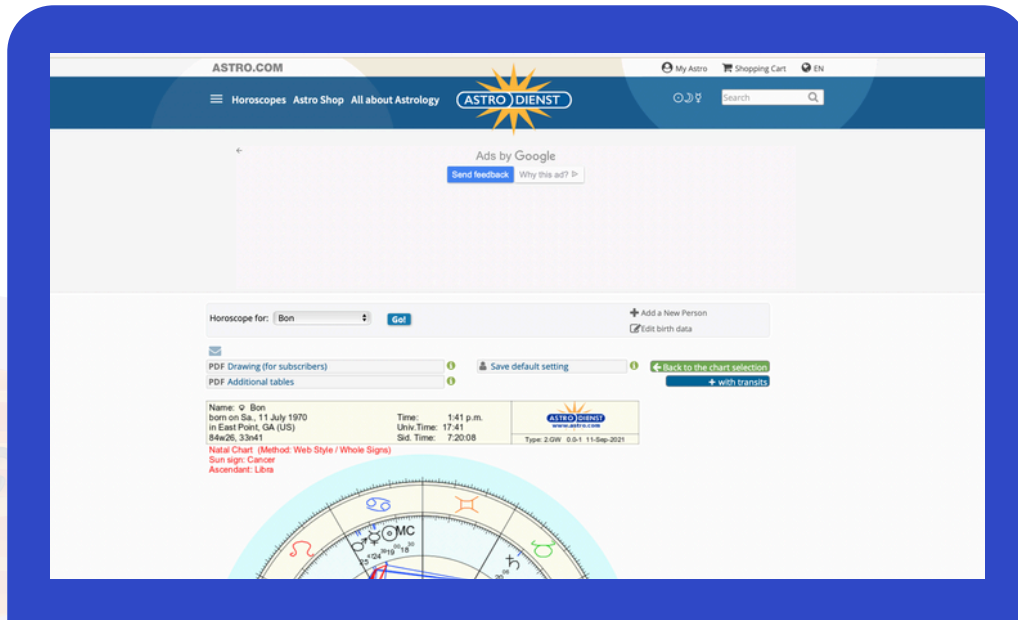 ASTRO.COM
My Astro Shopping Cart EN
Horoscopes Astro Shop All about Astrology
ASTRO DIENST
Search
Ads by Google
Send feedback Why this ad?
Horoscope for: Bon Go!
Add a New Person
Edit birth data
PDF Drawing (for subscribers)
Save default setting
Back to the chart selection
PDF Additional tables
+ with transits
Name: ♀ Bon
born on Sa., 11 July 1970
in East Point, GA (US)
84w26, 33n41
Time: 1:41 p.m.
Univ.Time: 17:41
Sid. Time: 7:20:08
ASTRO DIENST
www.astro.com
Type: 2.GW 0.0-1 11-Sep-2021
Natal Chart (Method: Web Style / Whole Signs)
Sun sign: Cancer
Ascendant: Libra
MC